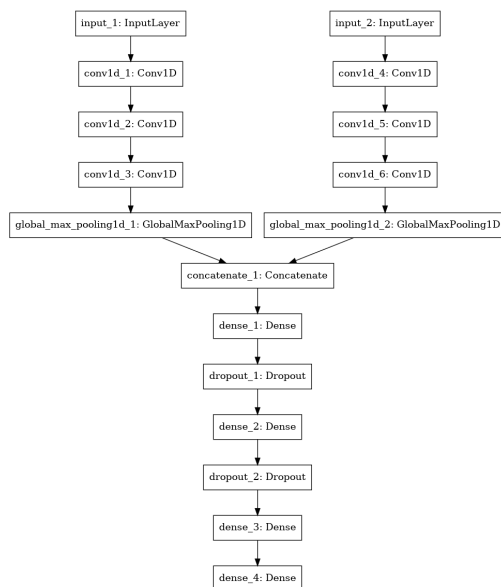 input_1: InputLayer
input_2: InputLayer
conv1d_1: Conv1D
conv1d_4: Conv1D
conv1d_2: Conv1D
conv1d_5: Conv1D
conv1d_3: Conv1D
conv1d_6: Conv1D
global_max_pooling1d_1: GlobalMaxPooling1D
global_max_pooling1d_2: GlobalMaxPooling1D
concatenate_1: Concatenate
dense_1: Dense
dropout_1: Dropout
dense_2: Dense
dropout_2: Dropout
dense_3: Dense
dense_4: Dense